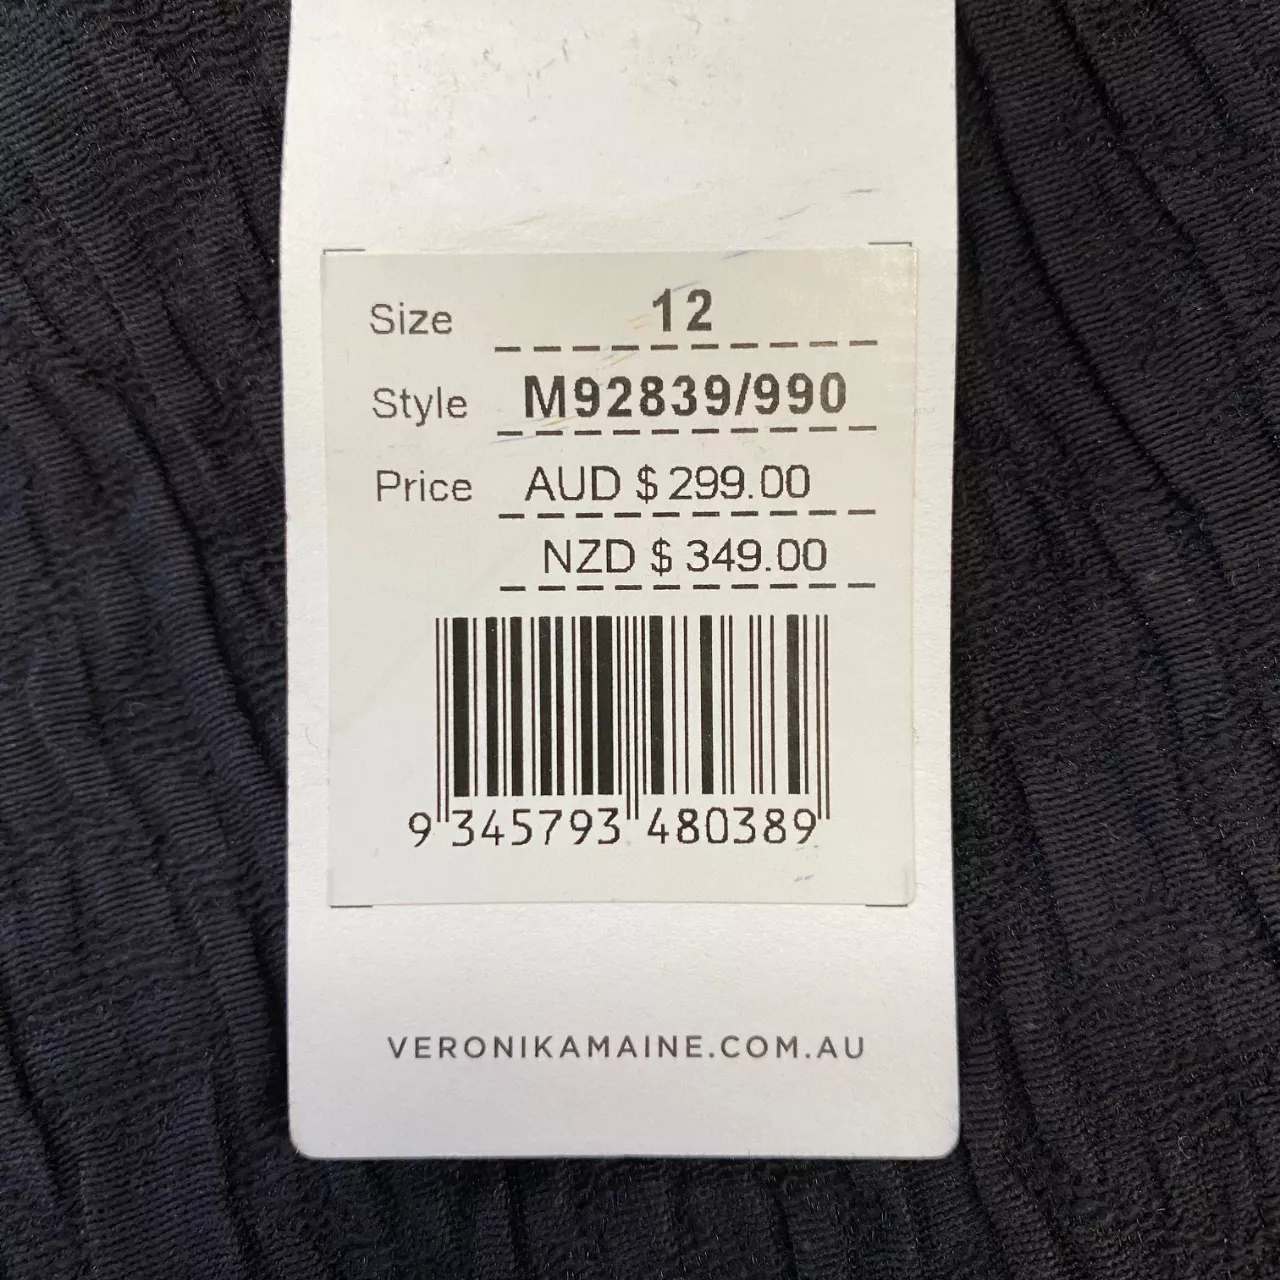 Size 12
Style M92839/990
Price AUD $ 299.00
NZD $ 349.00
9 345793 480389
VERONIKAMAINE.COM.AU